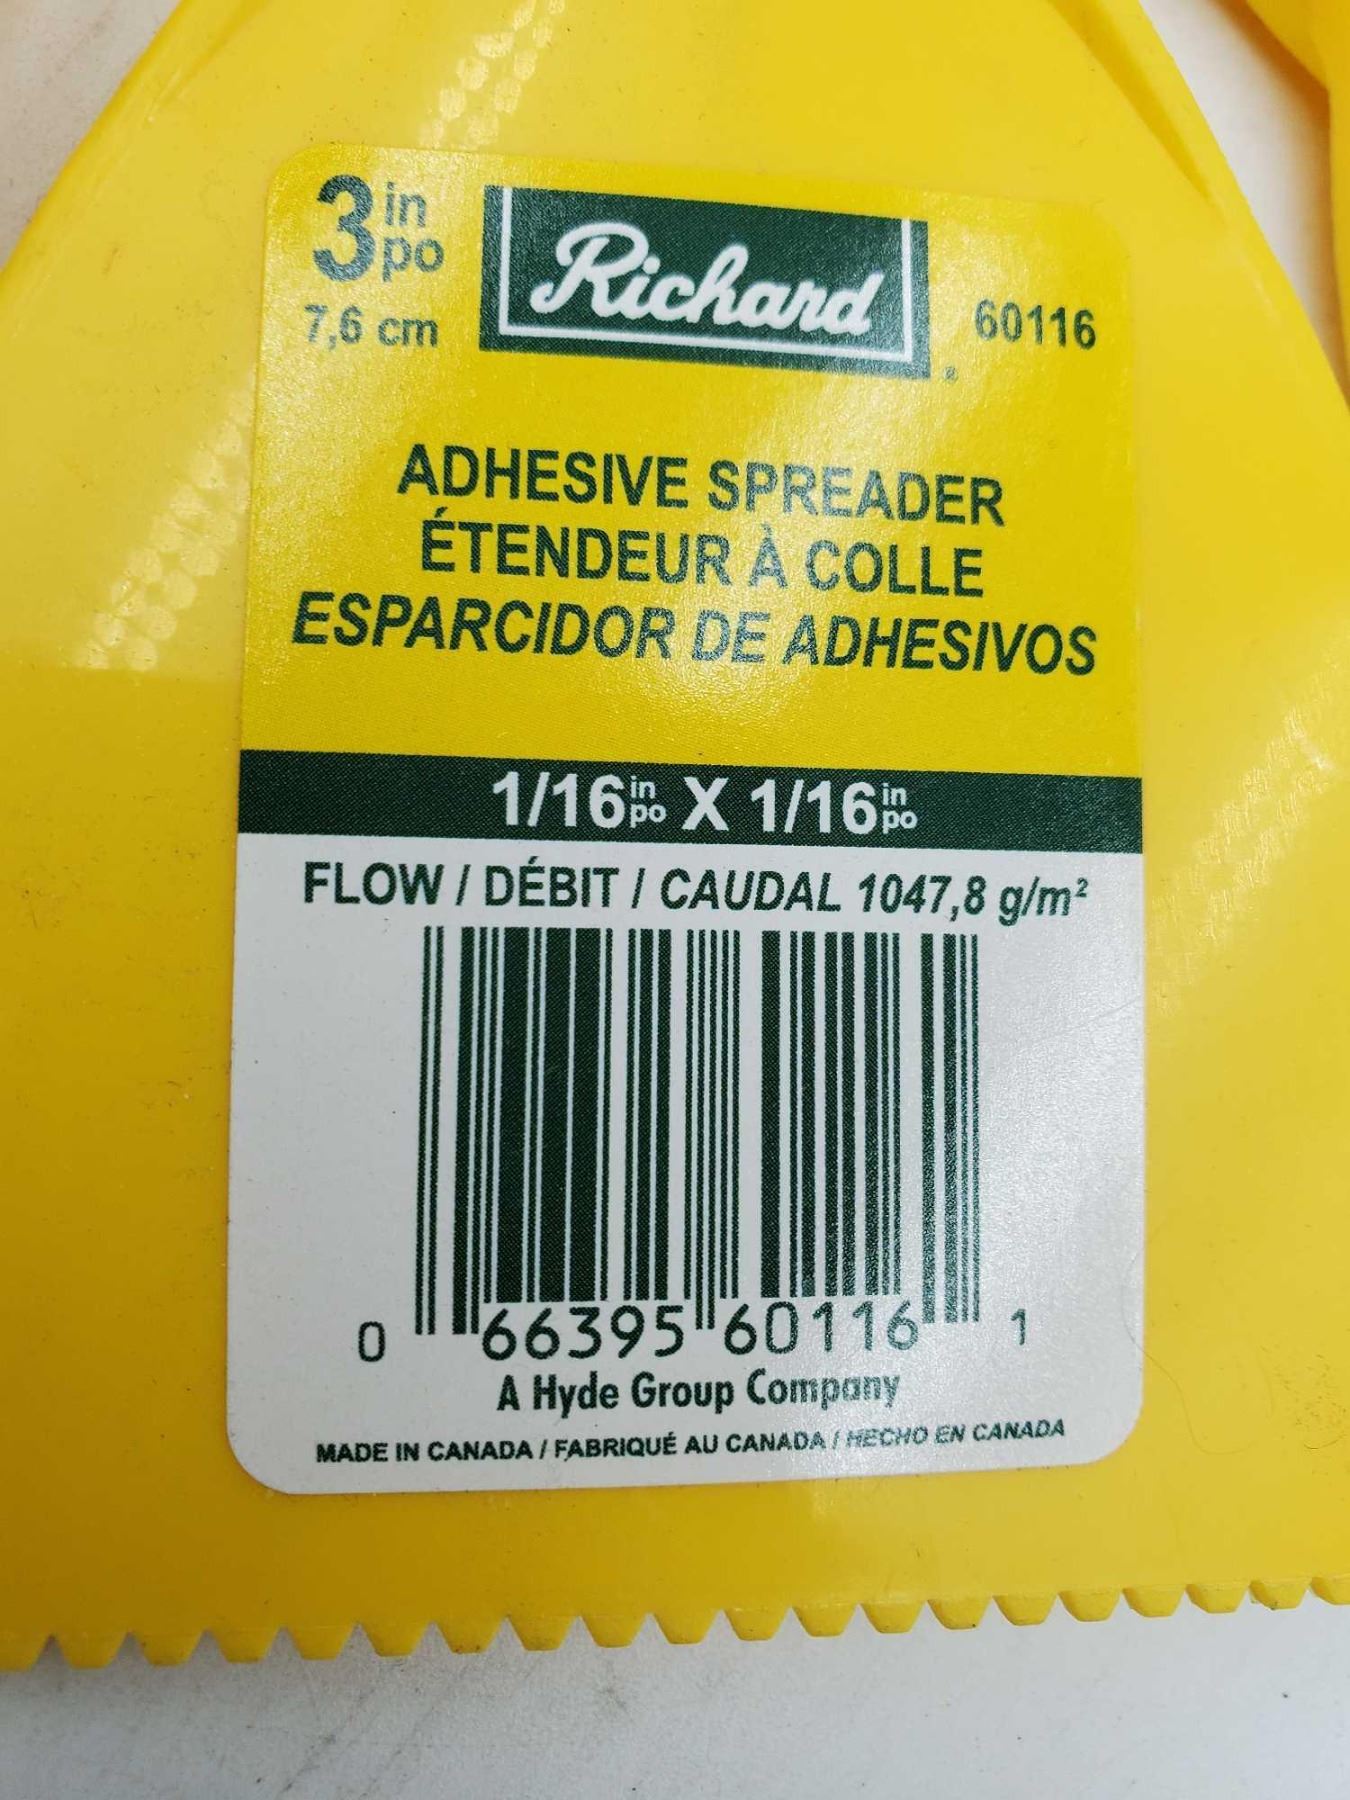 3 in
po
7,6 cm
Richard
®
60116
ADHESIVE SPREADER
ÉTENDEUR À COLLE
ESPARCIDOR DE ADHESIVOS
1/16 in po X 1/16 in po
FLOW / DÉBIT / CAUDAL 1047,8 g/m²
0 66395 60116 1
A Hyde Group Company
MADE IN CANADA / FABRIQUÉ AU CANADA / HECHO EN CANADA